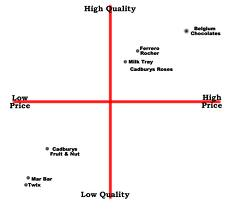 High Quality
Belgium
Chocolates
Ferrero
Rocher
Milk Tray
Cadburys Roses
Low
Price
High
Price
Cadburys
Fruit & Nut
Mar Bar
Twix
Low Quality